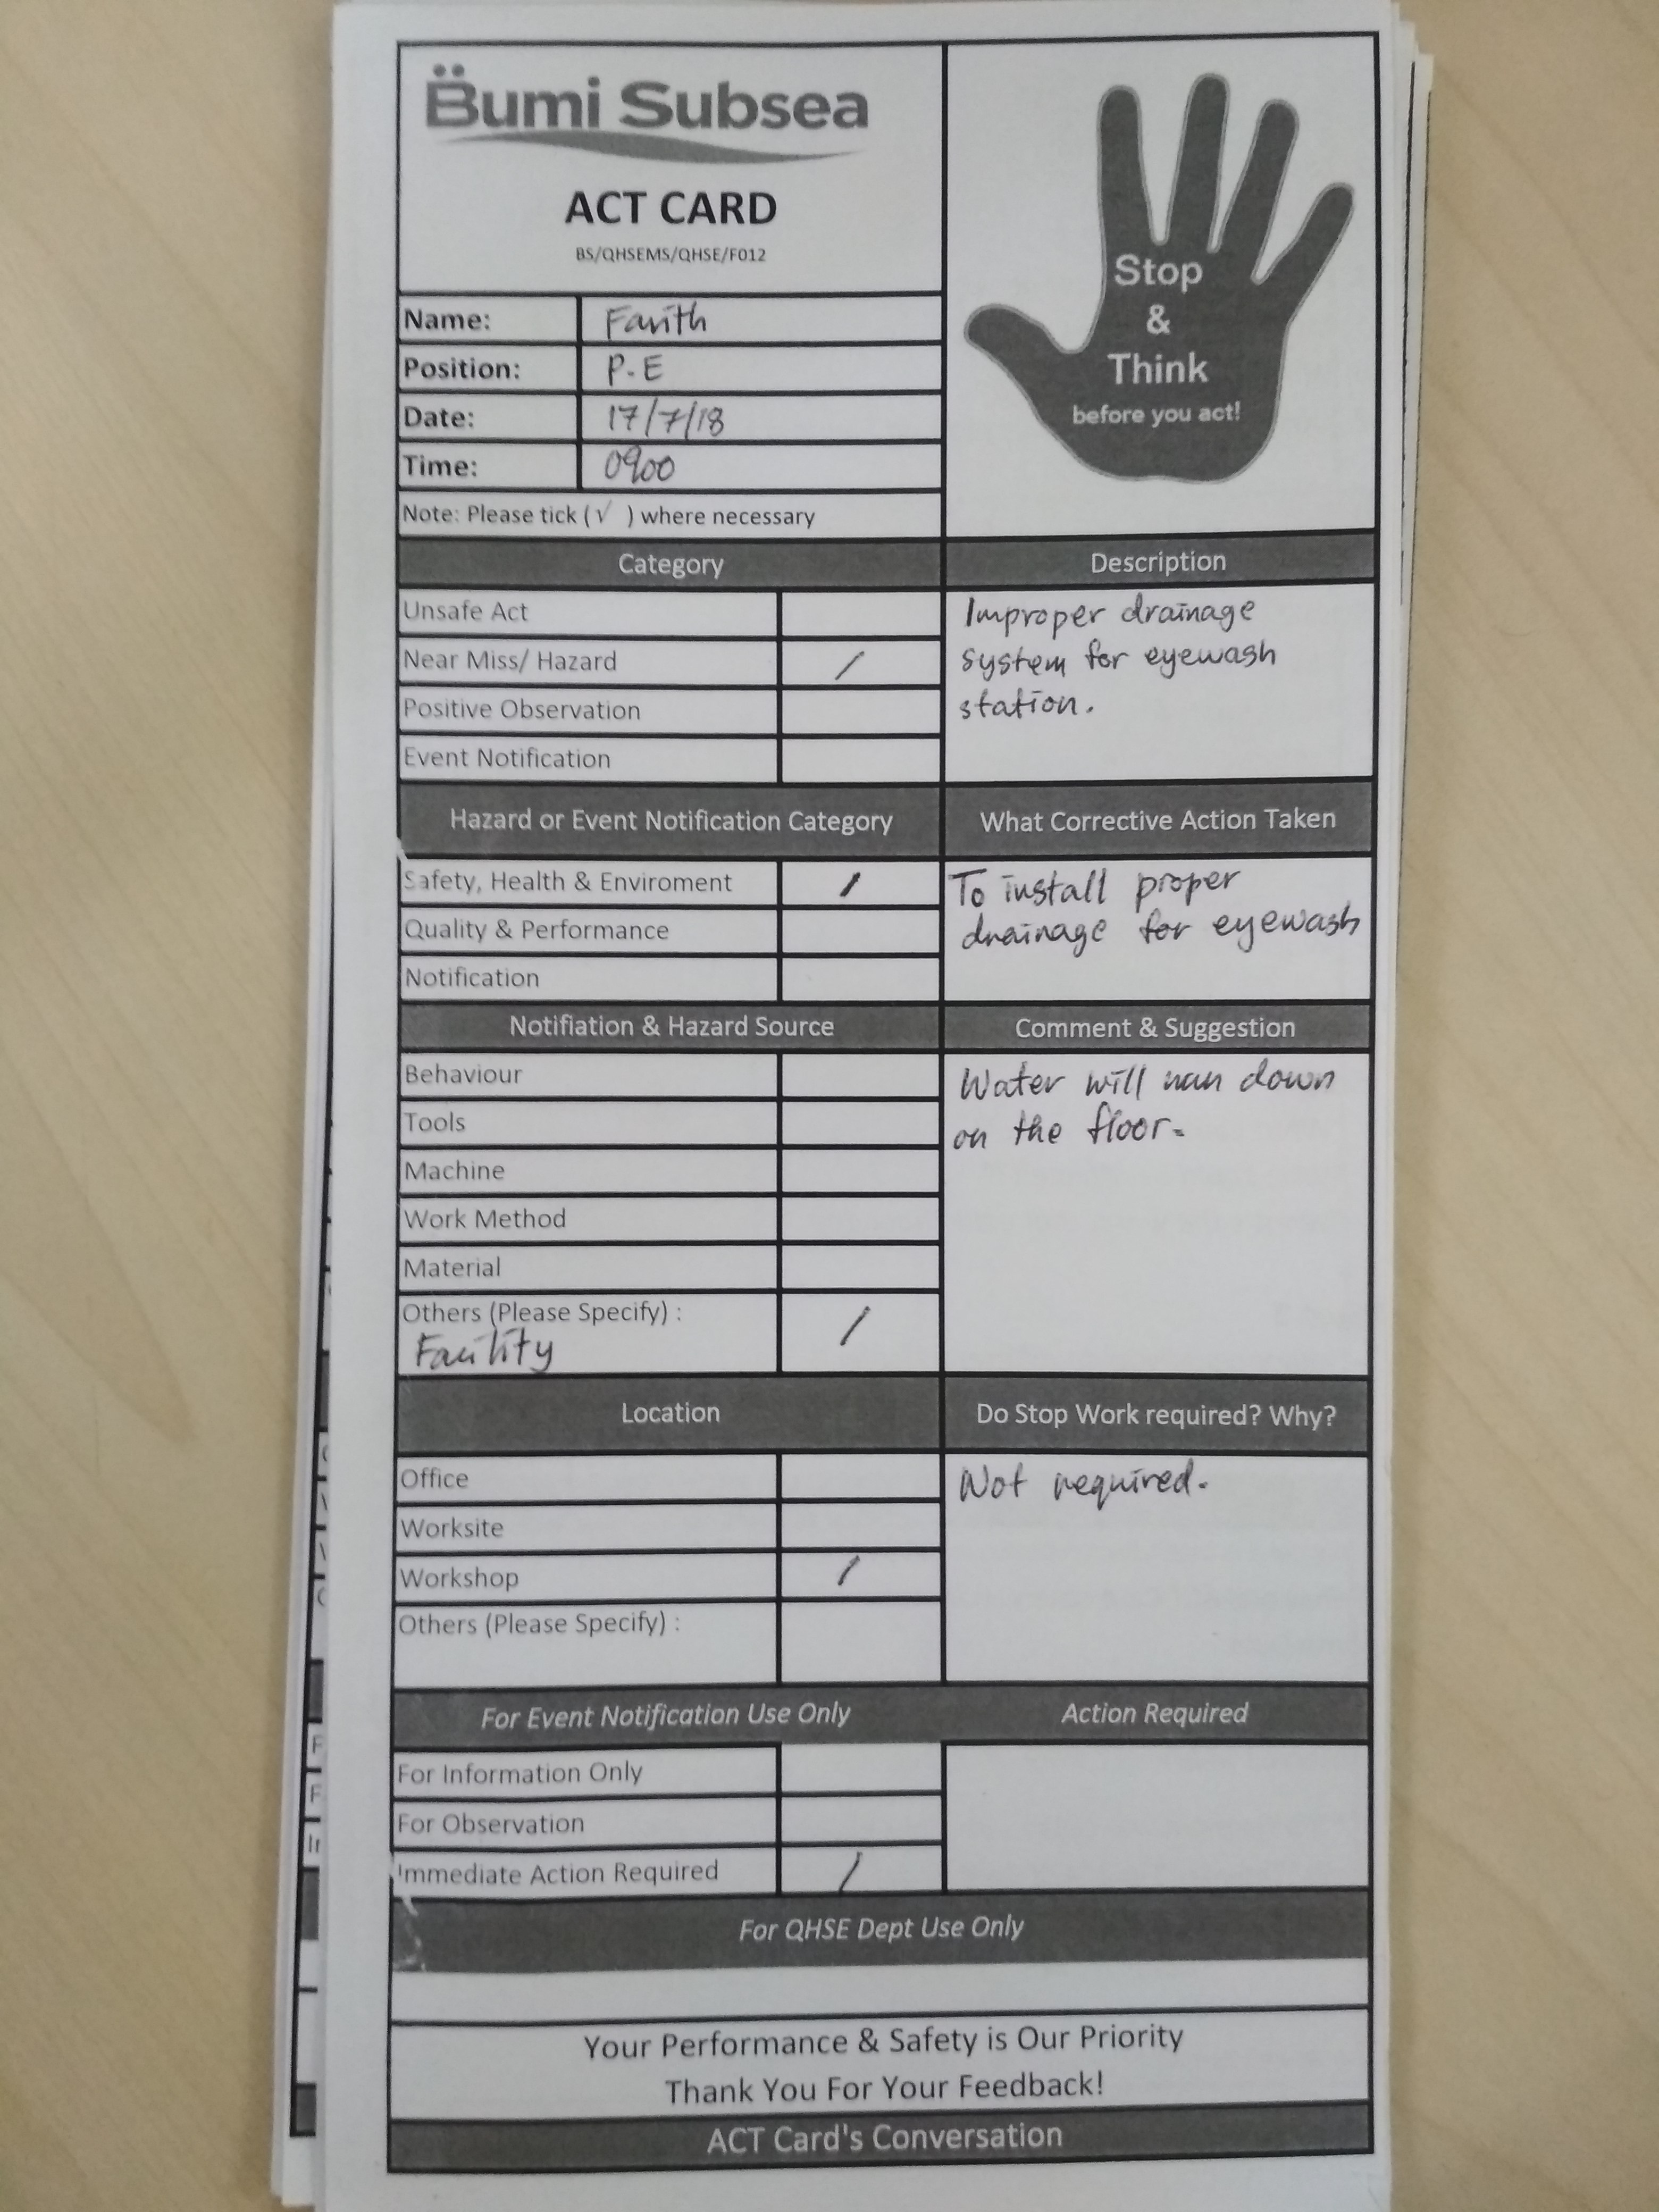 Bumi Subsea
ACT CARD
BS/QHSEMS/QHSE/F012
Stop
&
Think
before you act!
Name: Farith
Position: P.E
Date: 17/7/18
Time: 0900
Note: Please tick (√ ) where necessary
Category
Description
Unsafe Act
Near Miss/ Hazard /
Positive Observation
Event Notification
Improper drainage
system for eyewash
station.
Hazard or Event Notification Category
What Corrective Action Taken
Safety, Health & Enviroment /
Quality & Performance
Notification
To install proper
drainage for eyewash
Notifiation & Hazard Source
Comment & Suggestion
Behaviour
Tools
Machine
Work Method
Material
Others (Please Specify) : /
Facility
Water will run down
on the floor.
Location
Do Stop Work required? Why?
Office
Worksite
Workshop /
Others (Please Specify) :
Not required.
For Event Notification Use Only
Action Required
For Information Only
For Observation
Immediate Action Required /
For QHSE Dept Use Only
Your Performance & Safety is Our Priority
Thank You For Your Feedback!
ACT Card's Conversation